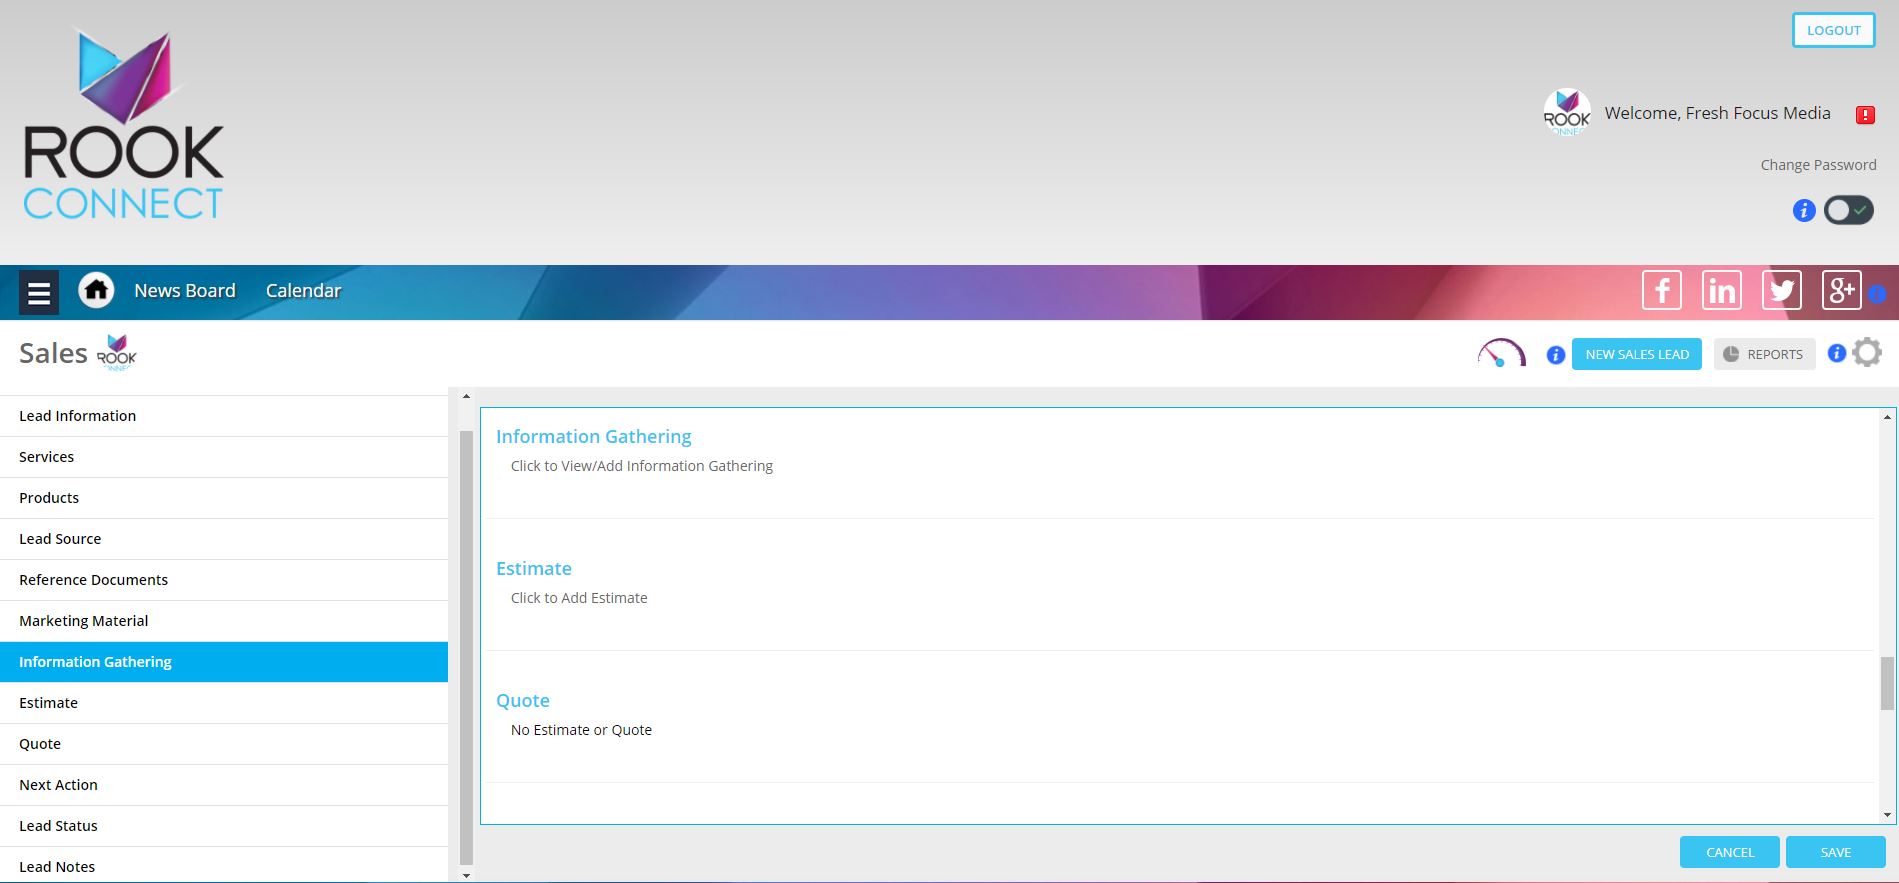 LOGOUT
ROOK
CONNECT
ROOK
CONNECT
Welcome, Fresh Focus Media
Change Password
News Board
Calendar
Sales
ROOK
CONNECT
NEW SALES LEAD
REPORTS
Lead Information
Services
Products
Lead Source
Reference Documents
Marketing Material
Information Gathering
Estimate
Quote
Next Action
Lead Status
Lead Notes
Information Gathering
Click to View/Add Information Gathering
Estimate
Click to Add Estimate
Quote
No Estimate or Quote
CANCEL
SAVE